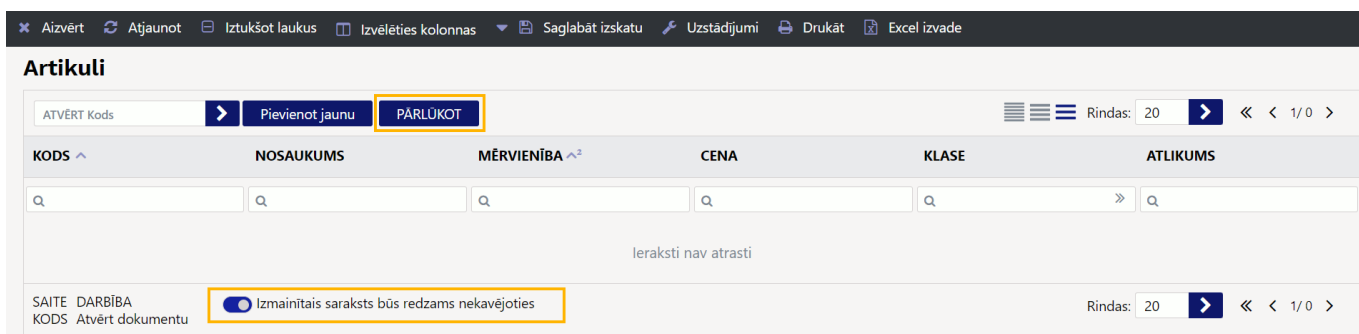 Aizvērt Atjaunot Iztukšot laukus Izvēlēties kolonnas Saglabāt izskatu Uzstādījumi Drukāt Excel izvade
Artikuli
ATVĒRT Kods Pievienot jaunu PĀRLŪKOT Rindas: 20 1/ 0
KODS NOSAUKUMS MĒRVIENĪBA 2 CENA KLASE ATLIKUMS
Ieraksti nav atrasti
SAITE DARBĪBA Izmainītais saraksts būs redzams nekavējoties Rindas: 20 1/ 0
KODS Atvērt dokumentu